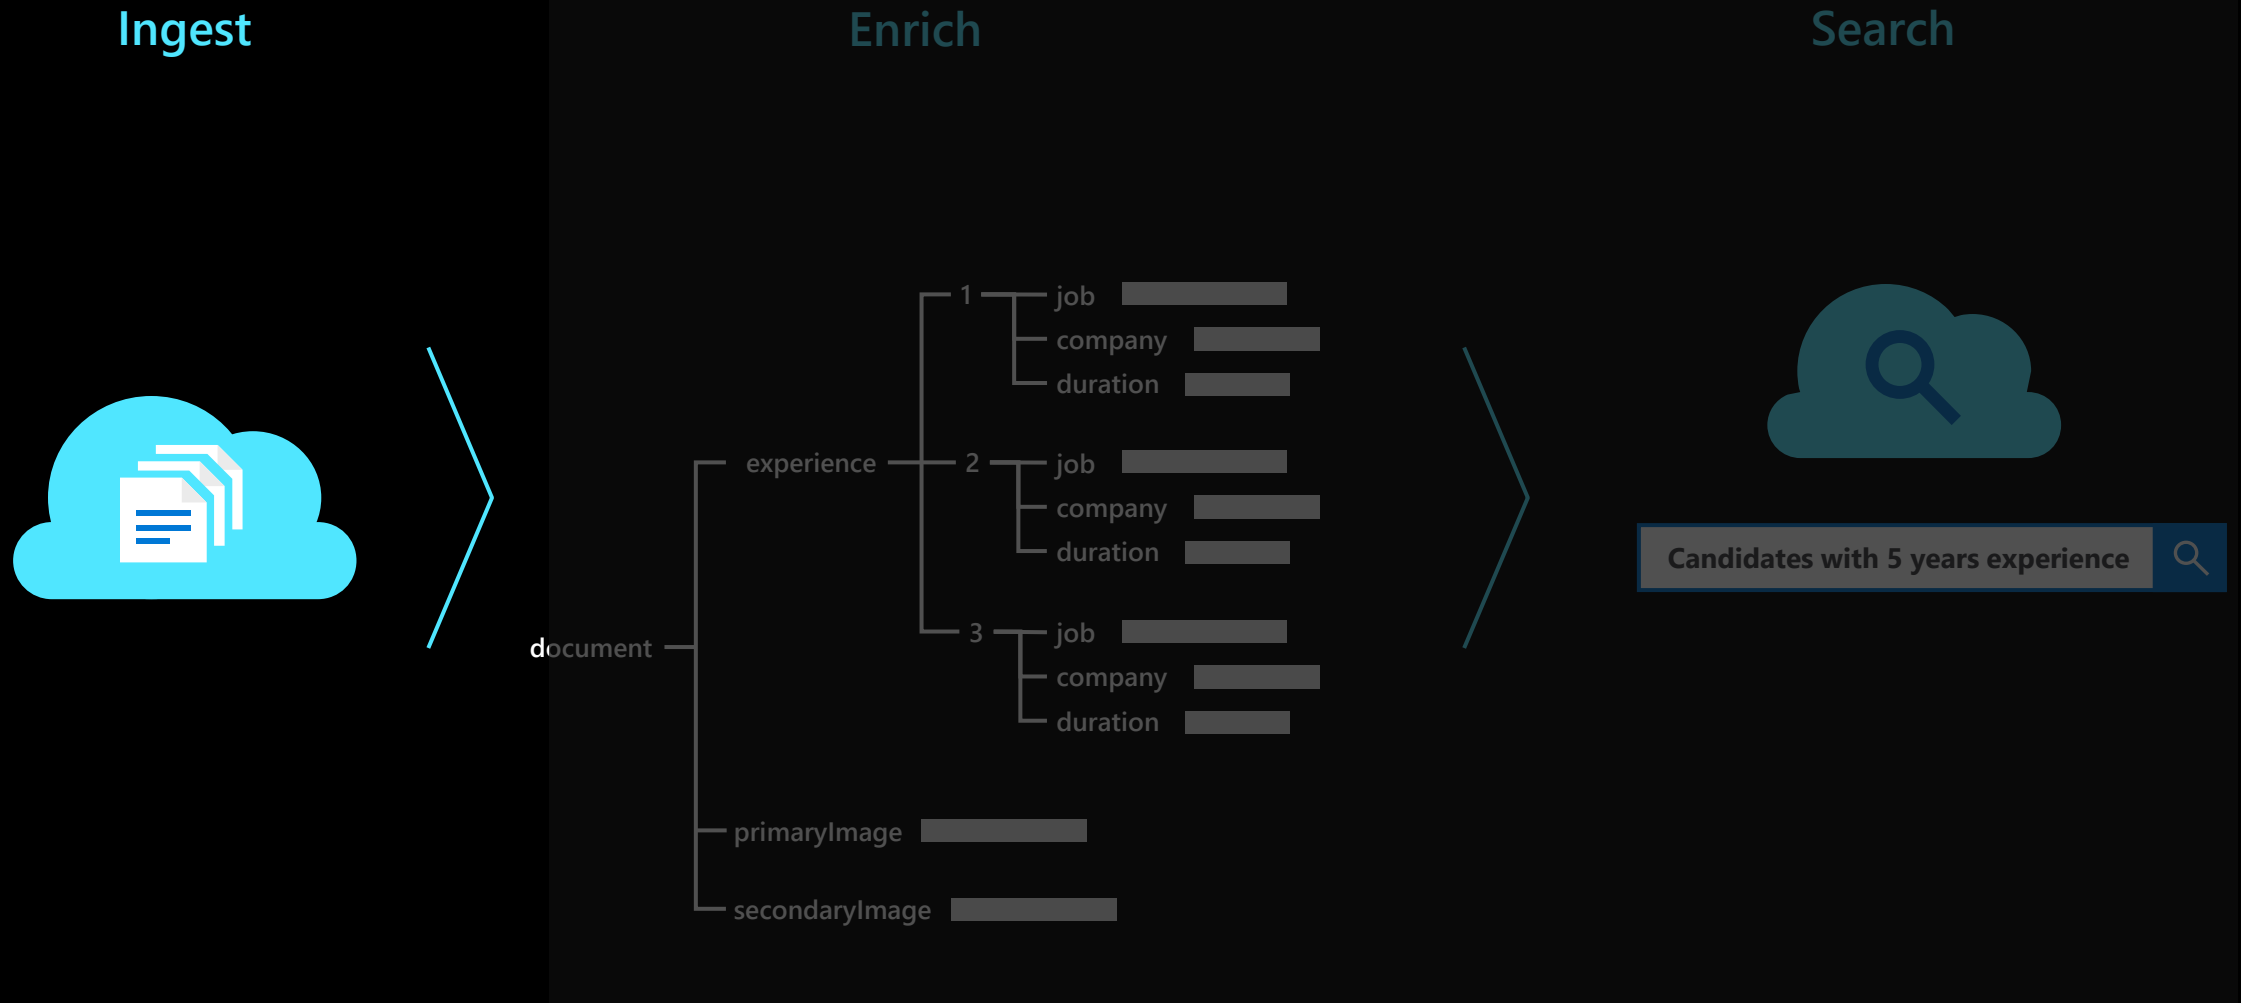 Ingest
Enrich
Search
document
experience
1
job
company
duration
2
job
company
duration
3
job
company
duration
primaryImage
secondaryImage
Candidates with 5 years experience